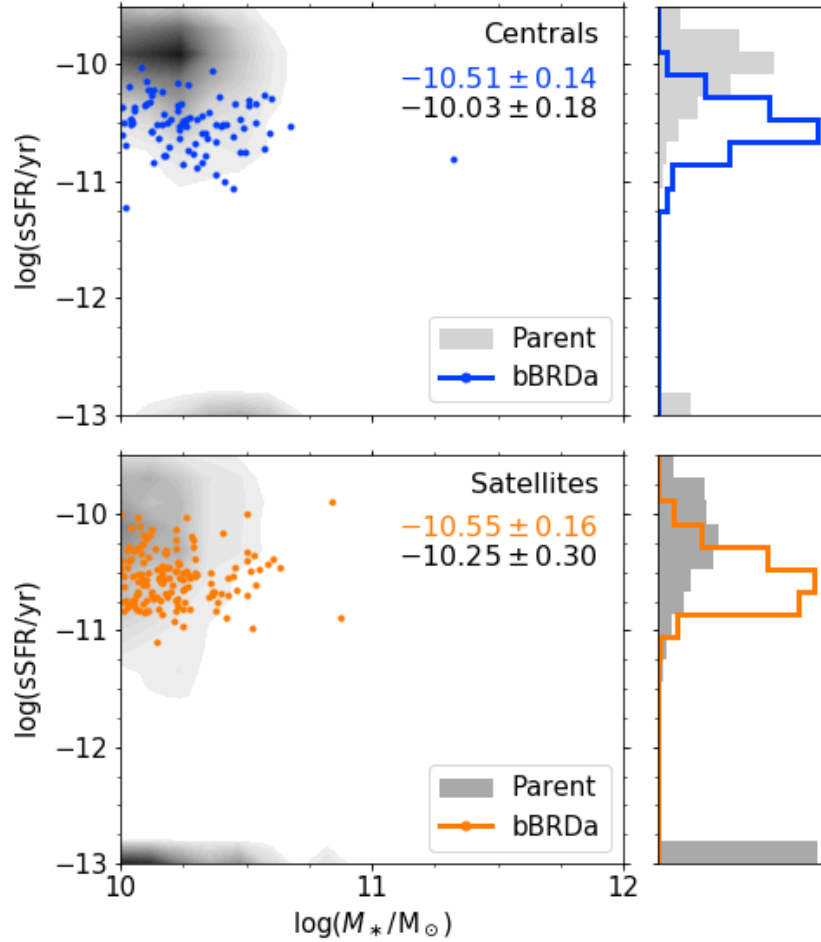 Centrals
−10.51 ± 0.14
−10.03 ± 0.18
−10
−11
−12
−13
log(sSFR/yr)
Parent
bBRDa
Satellites
−10.55 ± 0.16
−10.25 ± 0.30
−10
−11
−12
−13
log(sSFR/yr)
Parent
bBRDa
10 11 12
log(M∗/M⊙)